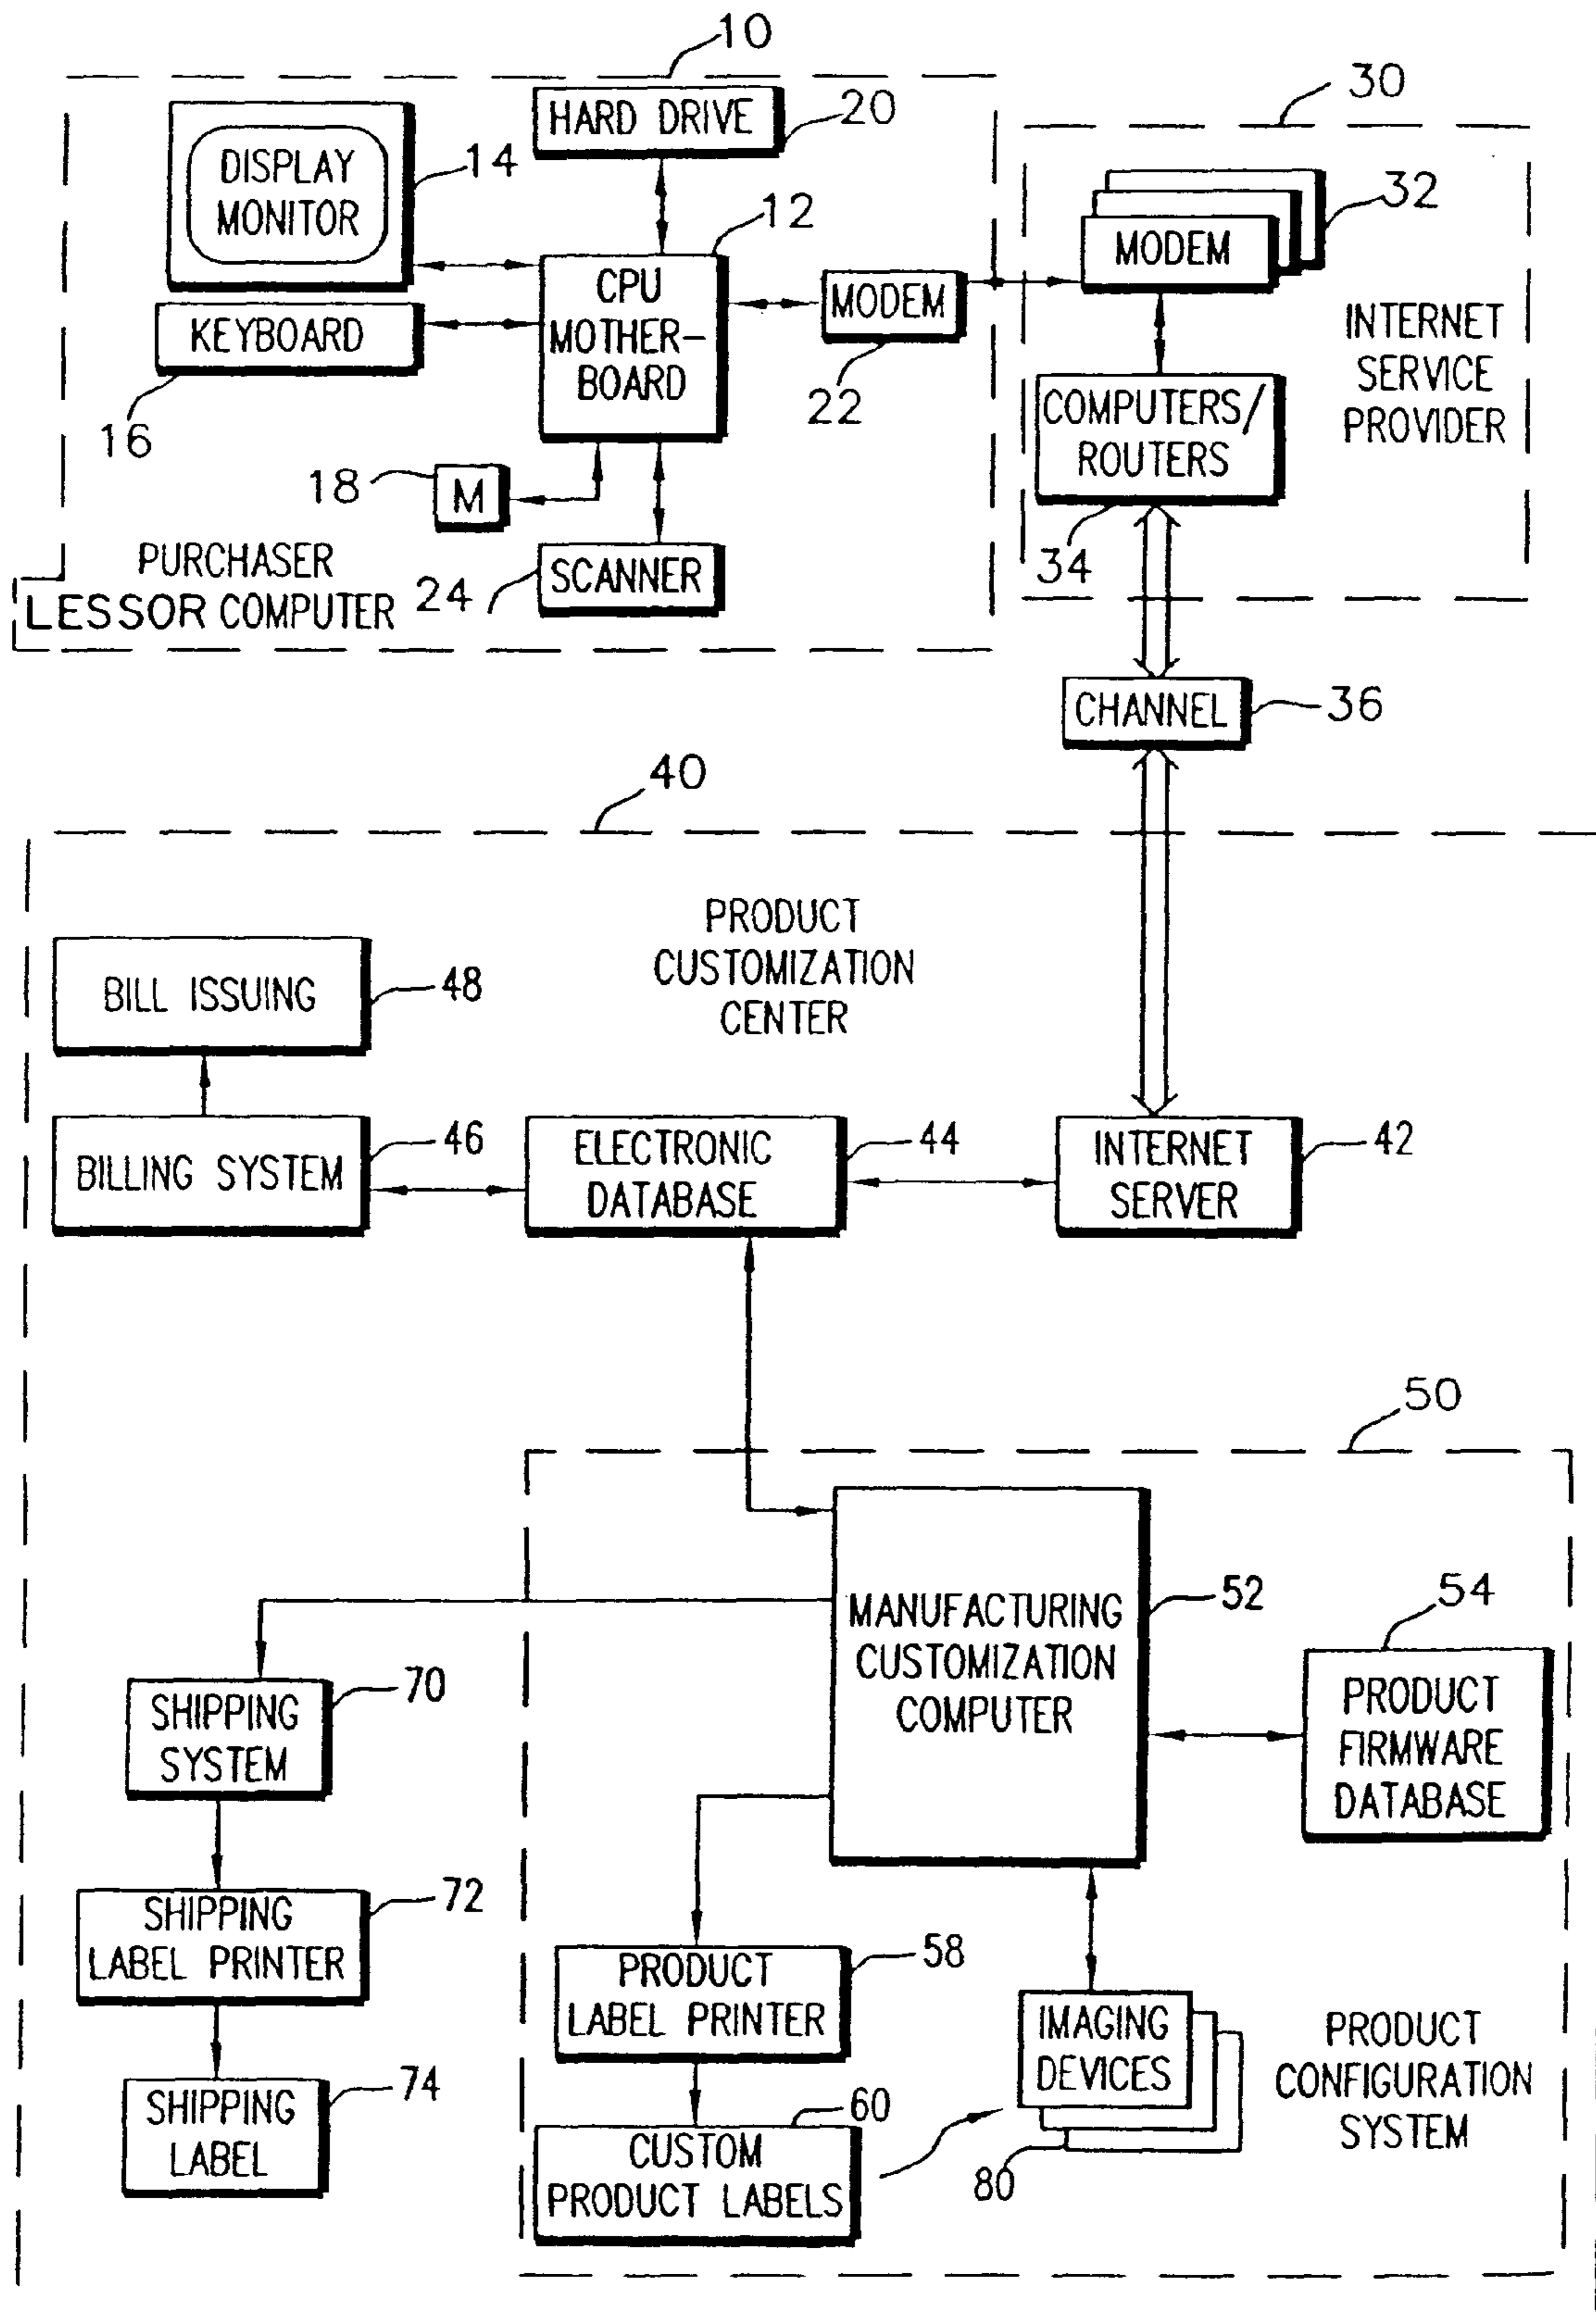 10
HARD DRIVE
20
DISPLAY
MONITOR
14
12
CPU
MOTHER-
BOARD
KEYBOARD
16
MODEM
22
18
M
24
SCANNER
PURCHASER
LESSOR COMPUTER
30
32
MODEM
INTERNET
SERVICE
PROVIDER
COMPUTERS/
ROUTERS
34
CHANNEL
36
40
PRODUCT
CUSTOMIZATION
CENTER
BILL ISSUING
48
BILLING SYSTEM
46
ELECTRONIC
DATABASE
44
INTERNET
SERVER
42
50
MANUFACTURING
CUSTOMIZATION
COMPUTER
52
54
PRODUCT
FIRMWARE
DATABASE
SHIPPING
SYSTEM
70
SHIPPING
LABEL PRINTER
72
SHIPPING
LABEL
74
PRODUCT
LABEL PRINTER
58
60
CUSTOM
PRODUCT LABELS
IMAGING
DEVICES
80
PRODUCT
CONFIGURATION
SYSTEM